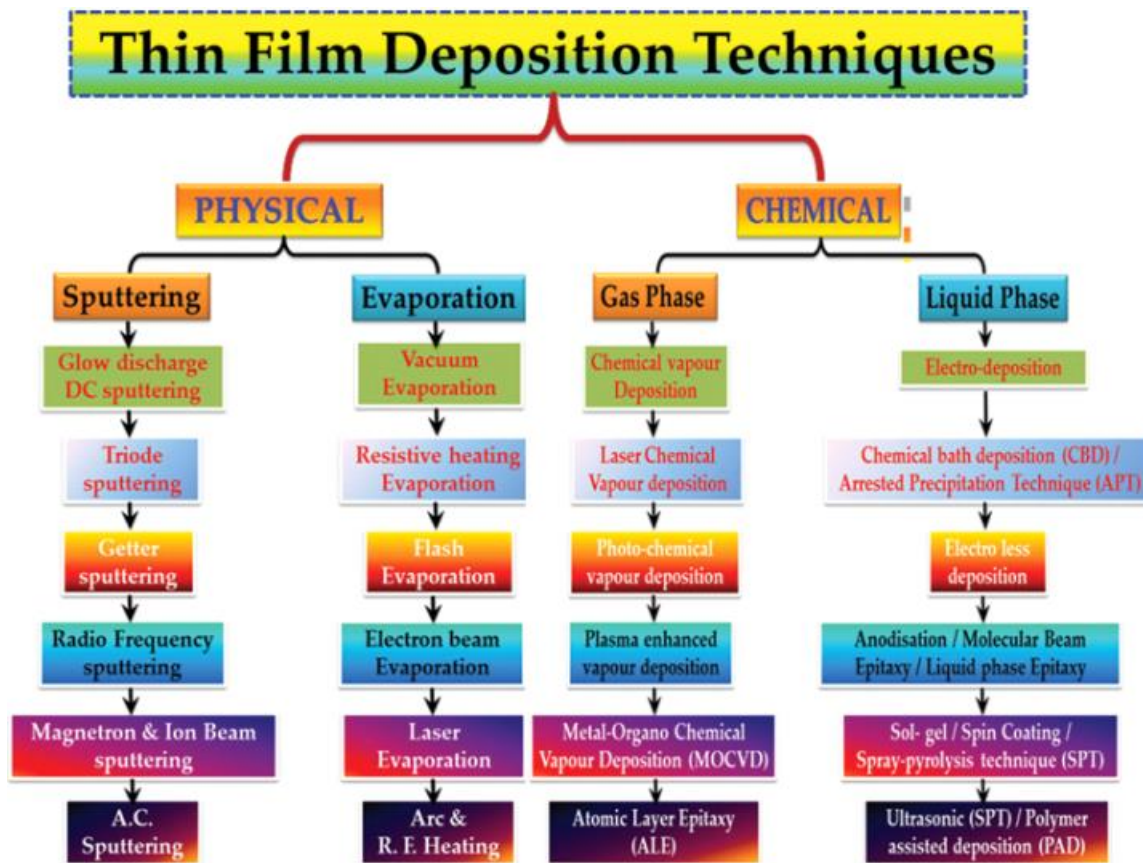 Thin Film Deposition Techniques
PHYSICAL
CHEMICAL
Sputtering
Evaporation
Gas Phase
Liquid Phase
Glow discharge
DC sputtering
Vacuum
Evaporation
Chemical vapour
Deposition
Electro-deposition
Triode
sputtering
Resistive heating
Evaporation
Laser Chemical
Vapour deposition
Chemical bath deposition (CBD) /
Arrested Precipitation Technique (APT)
Getter
sputtering
Flash
Evaporation
Photo-chemical
vapour deposition
Electro less
deposition
Radio Frequency
sputtering
Electron beam
Evaporation
Plasma enhanced
vapour deposition
Anodisation / Molecular Beam
Epitaxy/ Liquid phase Epitaxy
Magnetron & Ion Beam
sputtering
Laser
Evaporation
Metal-Organo Chemical
Vapour Deposition (MOCVD)
Sol- gel / Spin Coating /
Spray-pyrolysis technique (SPT)
A.C.
Sputtering
Arc &
R. F. Heating
Atomic Layer Epitaxy
(ALE)
Ultrasonic (SPT) / Polymer
assisted deposition (PAD)